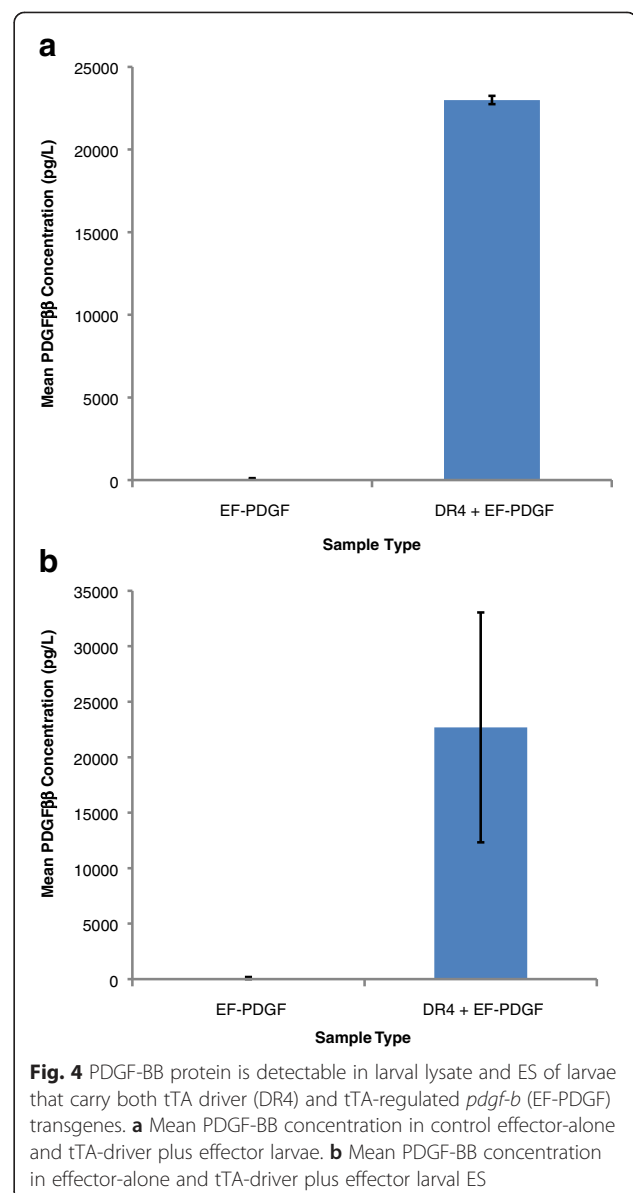 a
25000
20000
15000
10000
5000
0
Mean PDGFββ Concentration (pg/L)
EF-PDGF
DR4 + EF-PDGF
Sample Type
b
35000
30000
25000
20000
15000
10000
5000
0
Mean PDGFββ Concentration (pg/L)
EF-PDGF
DR4 + EF-PDGF
Sample Type
Fig. 4 PDGF-BB protein is detectable in larval lysate and ES of larvae
that carry both tTA driver (DR4) and tTA-regulated pdgf-b (EF-PDGF)
transgenes. a Mean PDGF-BB concentration in control effector-alone
and tTA-driver plus effector larvae. b Mean PDGF-BB concentration
in effector-alone and tTA-driver plus effector larval ES